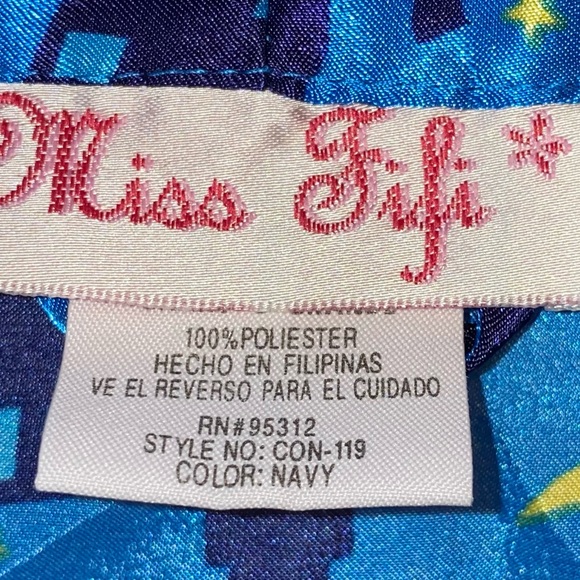 Miss Fifi *
100% POLIESTER
HECHO EN FILIPINAS
VE EL REVERSO PARA EL CUIDADO
RN#95312
STYLE NO: CON-119
COLOR: NAVY